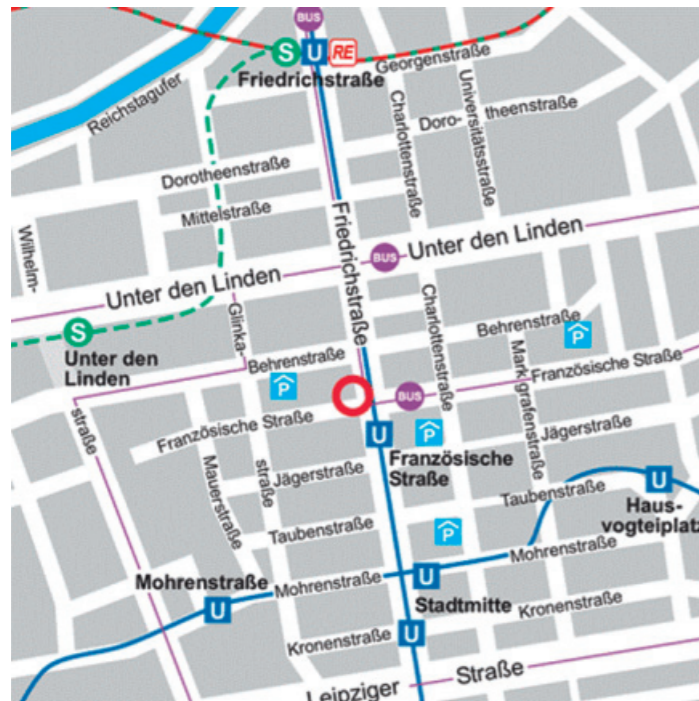 BUS
S
U
RE
Friedrichstraße
Georgenstraße
Reichstagufer
Charlottenstraße
Universitätsstraße
Doro-
theenstraße
Dorotheenstraße
Mittelstraße
Friedrichstraße
Wilhelm-
Unter den Linden
BUS
Unter den Linden
Glinka-
Charlottenstraße
S
Unter den
Linden
Behrenstraße
P
Behrenstraße
P
Markgrafenstraße
Französische Straße
BUS
straße
Französische Straße
U
P
Jägerstraße
Französische
Straße
Mauerstraße
straße
Jägerstraße
U
Haus-
vogteiplatz
Taubenstraße
Taubenstraße
P
Mohrenstraße
Mohrenstraße
U
Mohrenstraße
U
Stadtmitte
Kronenstraße
Kronenstraße
U
Leipziger
Straße